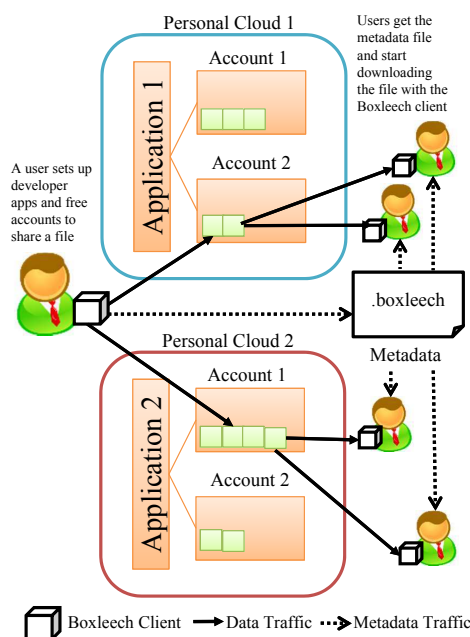 Personal Cloud 1
Users get the
metadata file
and start
downloading
the file with the
Boxleech client
Account 1
Application 1
Account 2
A user sets up
developer
apps and free
accounts to
share a file
.boxleech
Personal Cloud 2
Metadata
Account 1
Application 2
Account 2
Boxleech Client
Data Traffic
Metadata Traffic